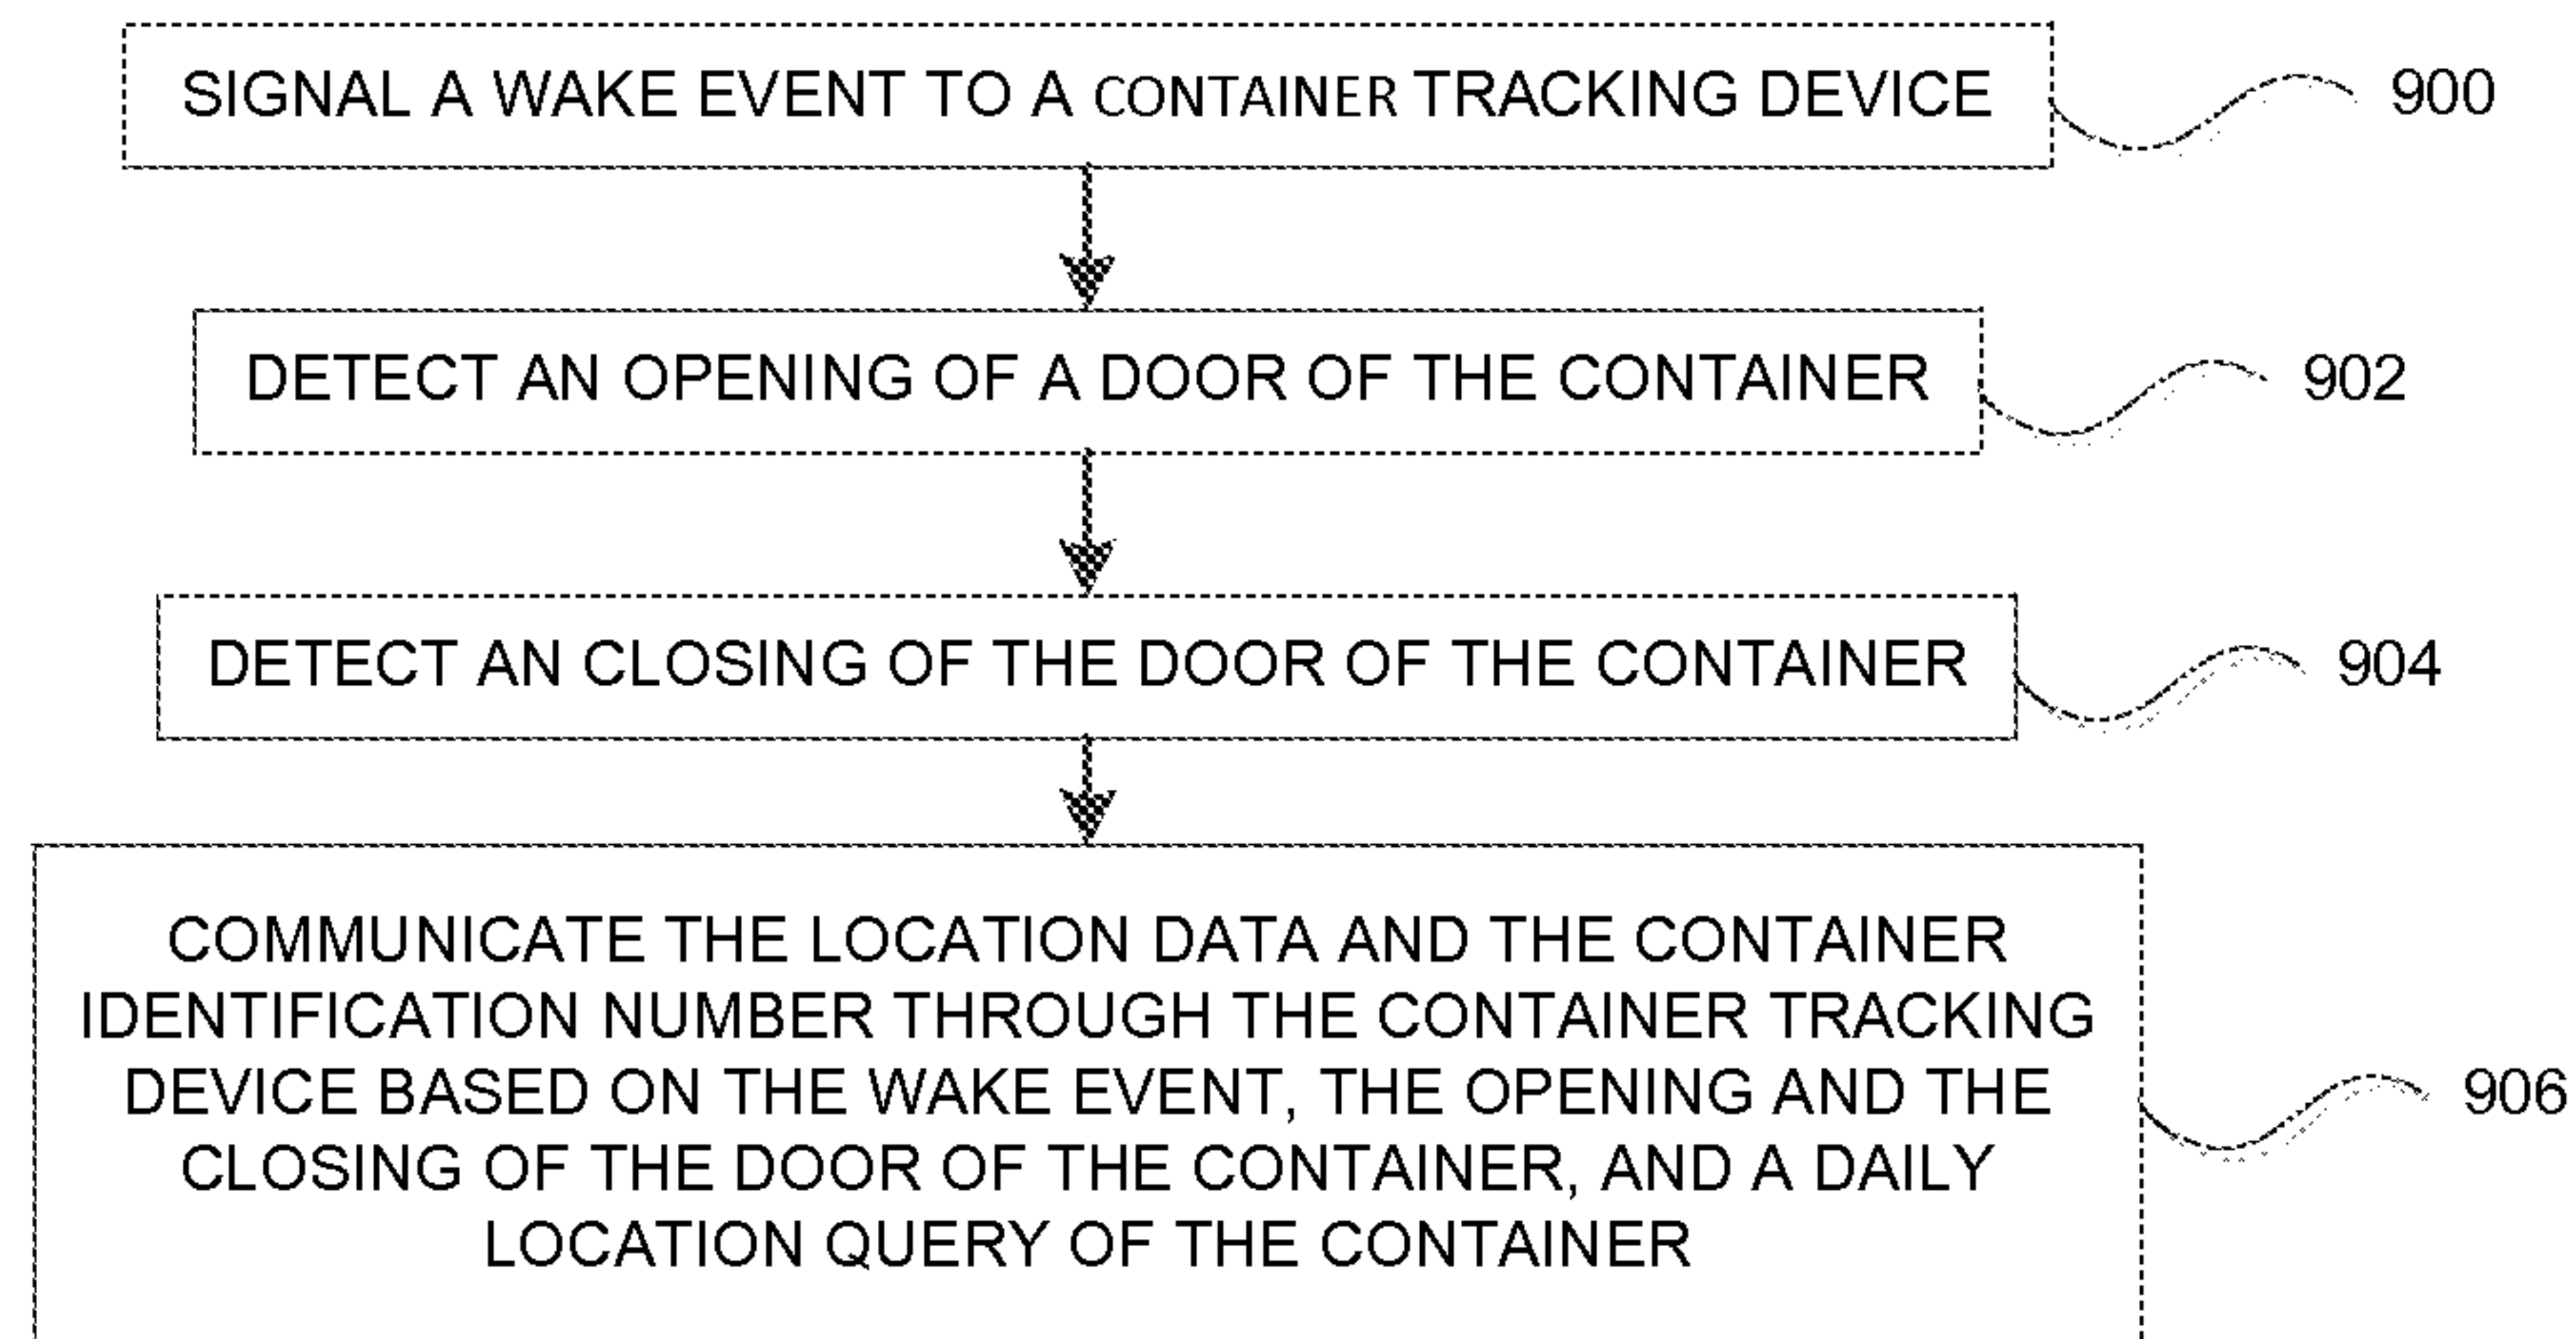 SIGNAL A WAKE EVENT TO A CONTAINER TRACKING DEVICE
900
DETECT AN OPENING OF A DOOR OF THE CONTAINER
902
DETECT AN CLOSING OF THE DOOR OF THE CONTAINER
904
COMMUNICATE THE LOCATION DATA AND THE CONTAINER
IDENTIFICATION NUMBER THROUGH THE CONTAINER TRACKING
DEVICE BASED ON THE WAKE EVENT, THE OPENING AND THE
CLOSING OF THE DOOR OF THE CONTAINER, AND A DAILY
LOCATION QUERY OF THE CONTAINER
906